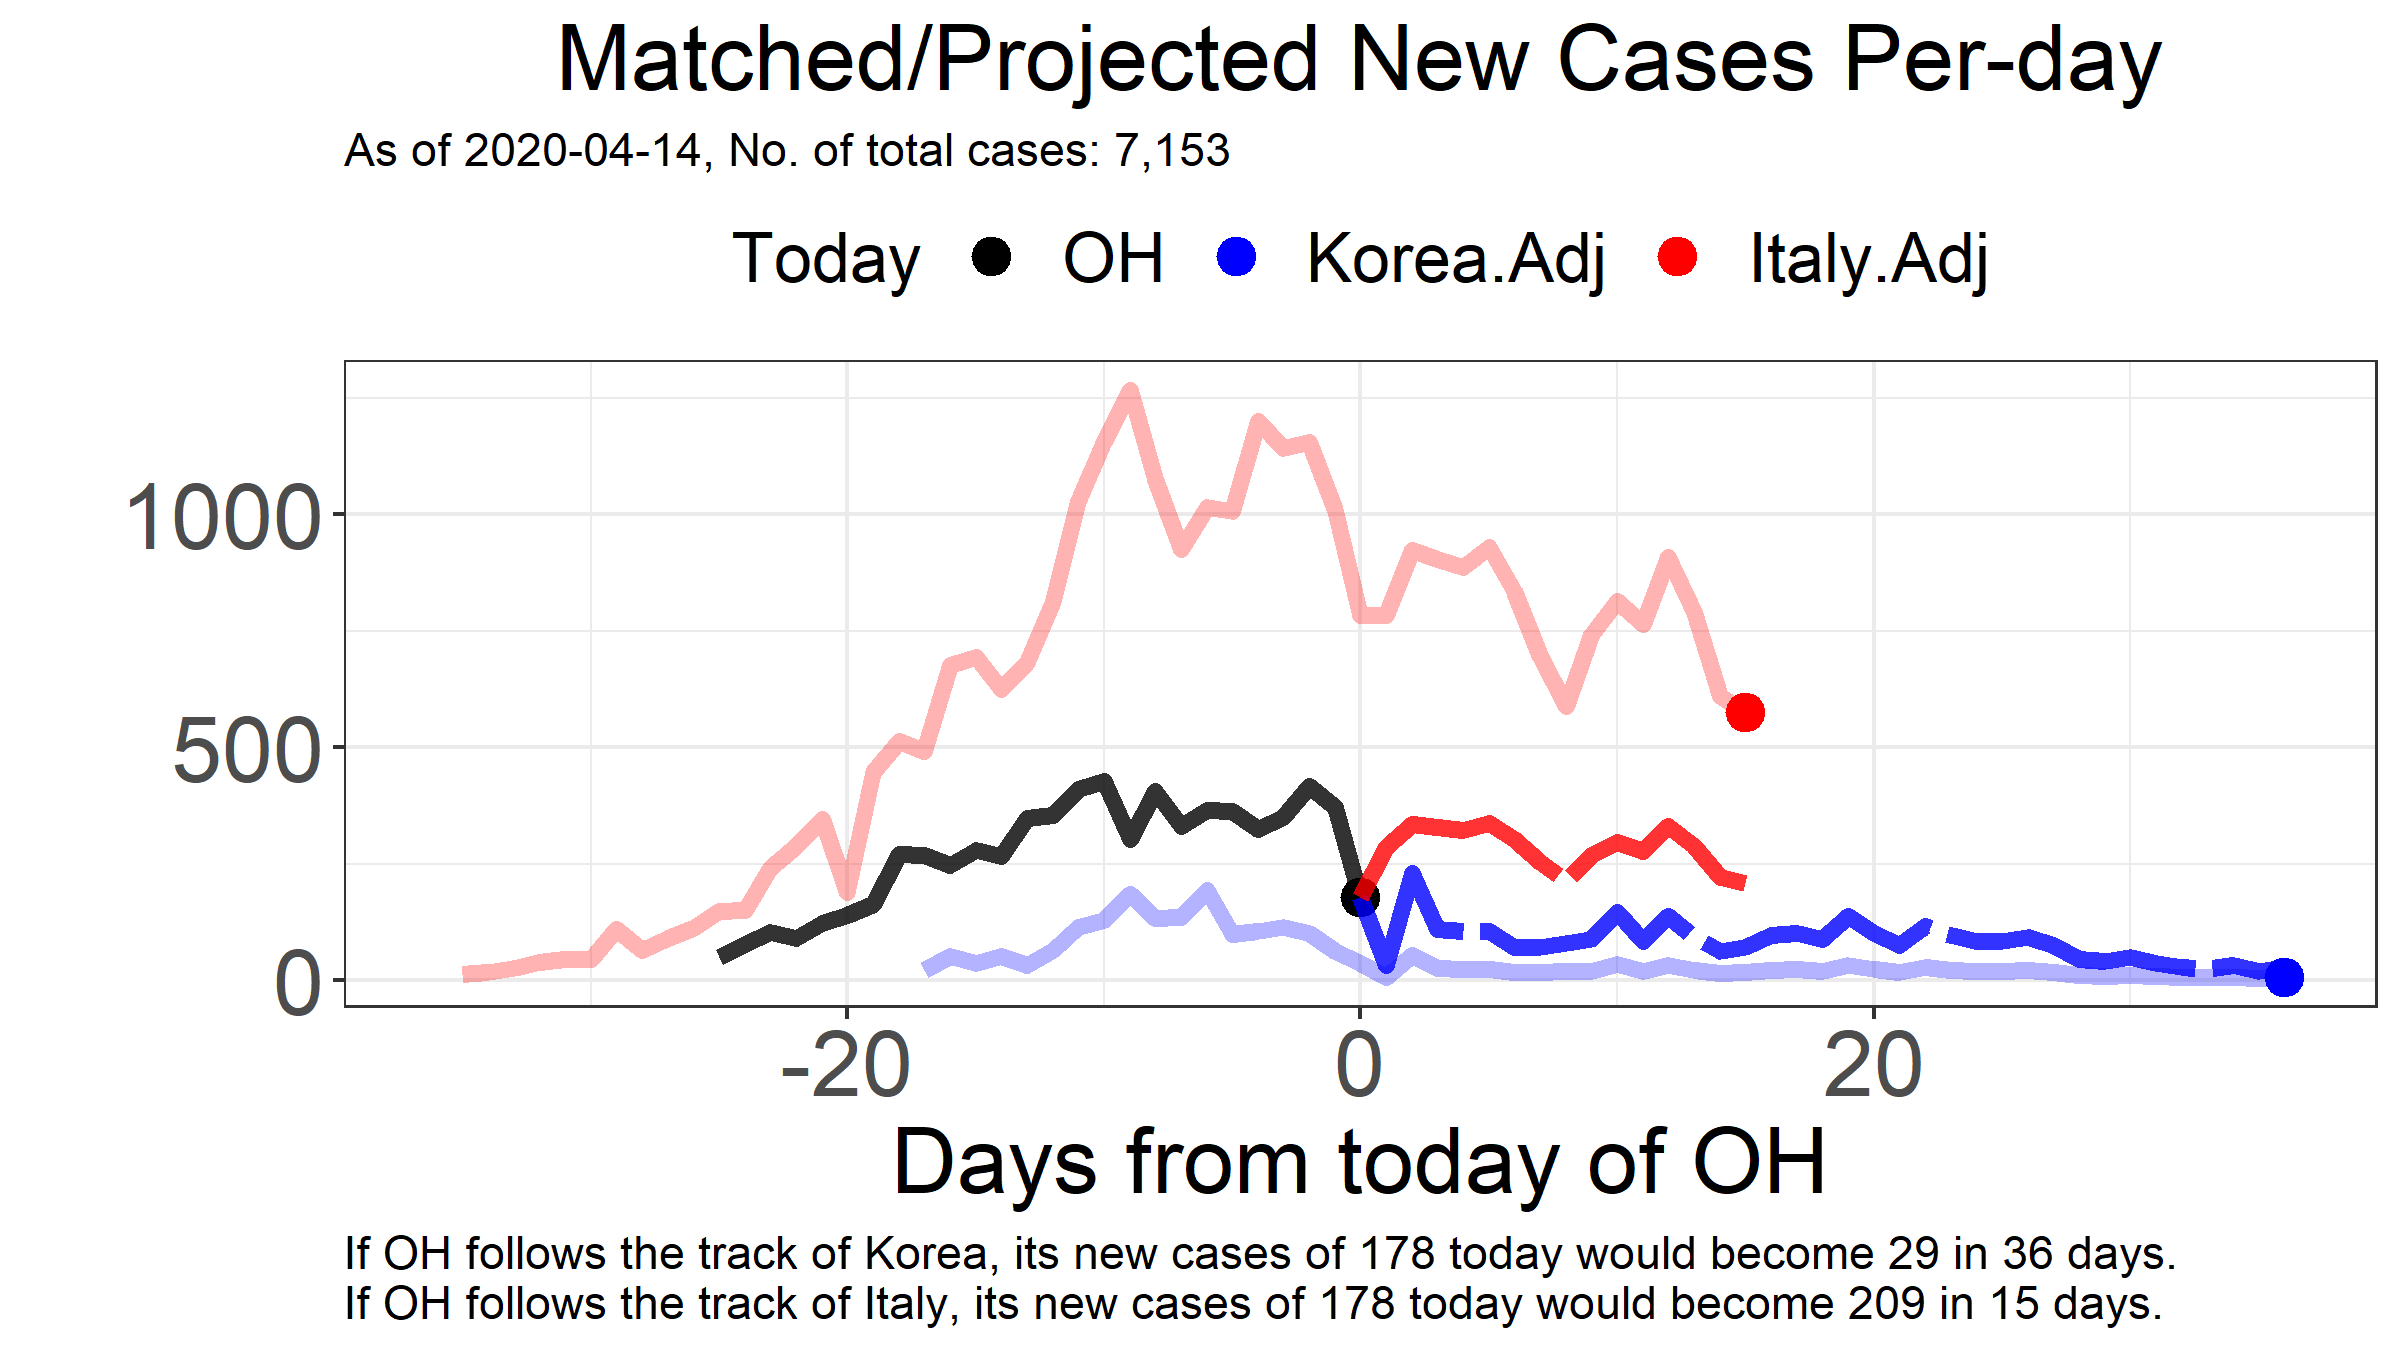 Matched/Projected New Cases Per-day
As of 2020-04-14, No. of total cases: 7,153
Today OH Korea.Adj Italy.Adj
1000
500
0
-20 0 20
Days from today of OH
If OH follows the track of Korea, its new cases of 178 today would become 29 in 36 days.
If OH follows the track of Italy, its new cases of 178 today would become 209 in 15 days.